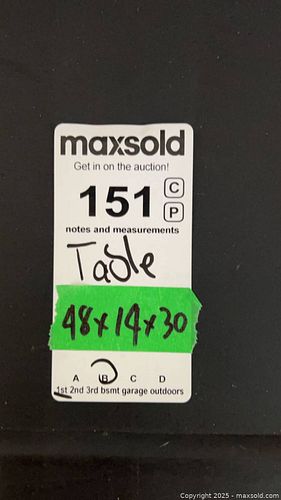 maxsold
Get in on the auction!
151 C
P
notes and measurements
Table
48x14x30
A B C D
1st 2nd 3rd bsmt garage outdoors
Copyright 2025 - maxsold.com